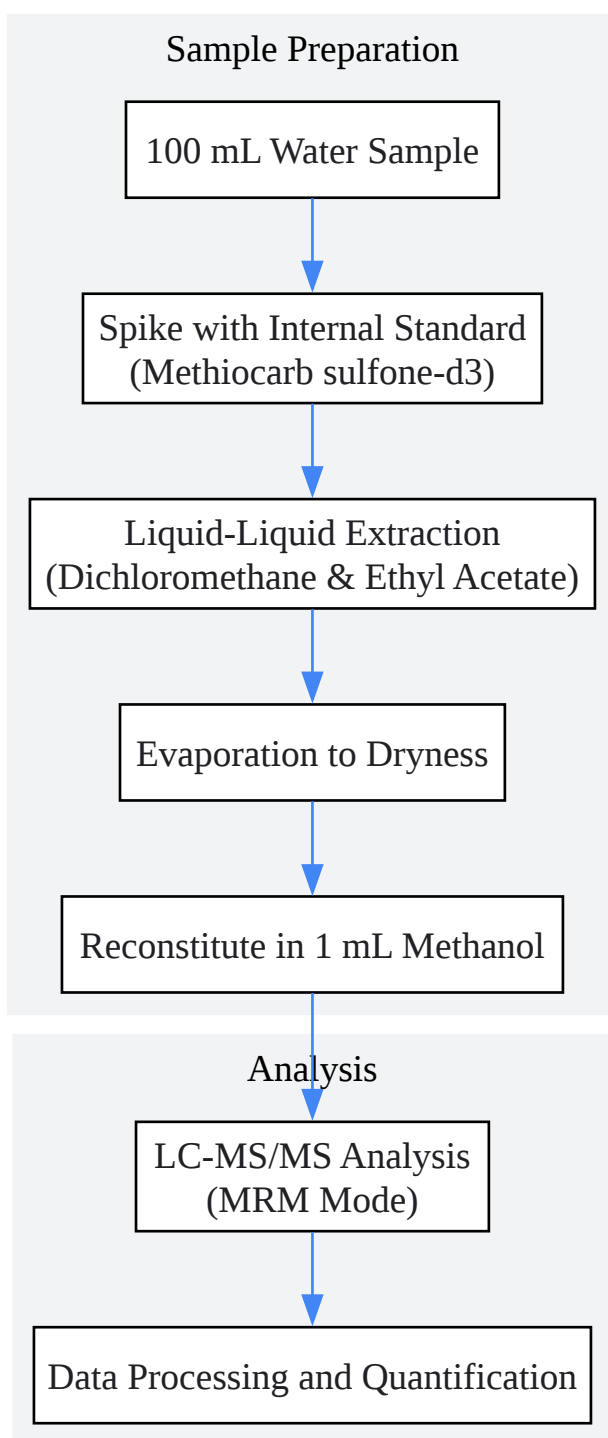 Sample Preparation
100 mL Water Sample
Spike with Internal Standard
(Methiocarb sulfone-d3)
Liquid-Liquid Extraction
(Dichloromethane & Ethyl Acetate)
Evaporation to Dryness
Reconstitute in 1 mL Methanol
Analysis
LC-MS/MS Analysis
(MRM Mode)
Data Processing and Quantification